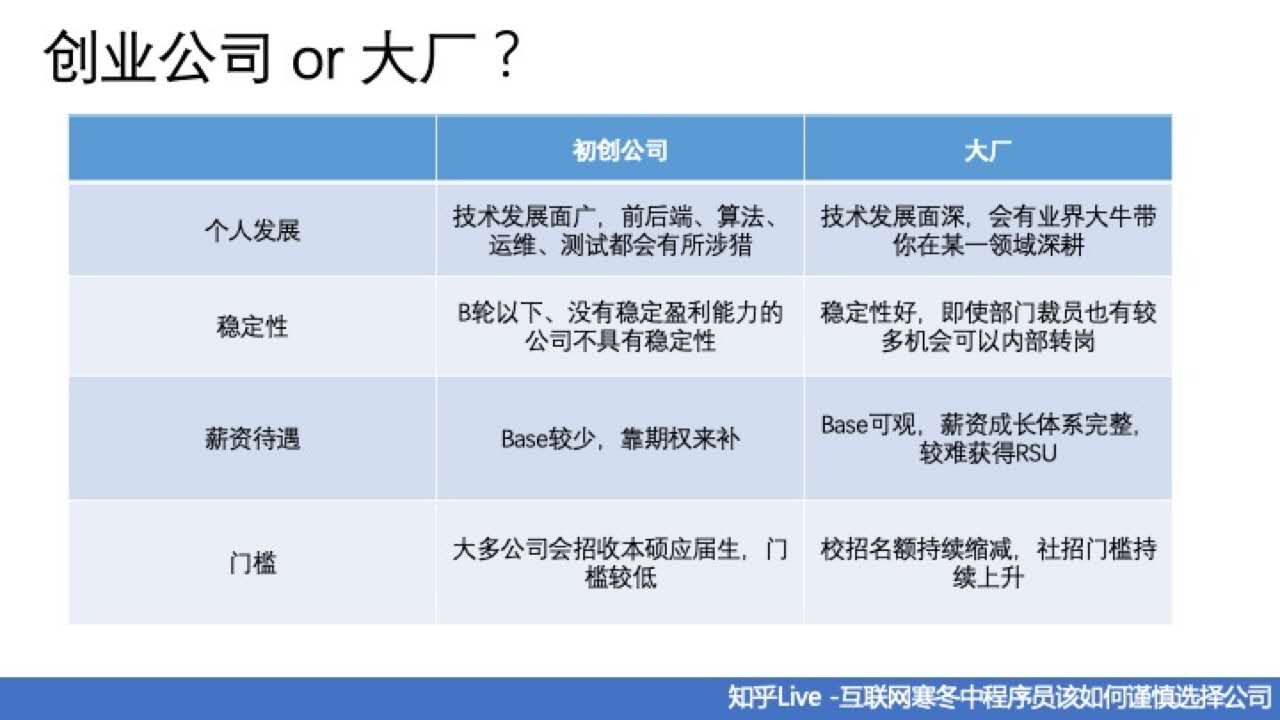 创业公司 or 大厂？
初创公司
大厂
个人发展
技术发展面广，前后端、算法、
运维、测试都会有所涉猎
技术发展面深，会有业界大牛带
你在某一领域深耕
稳定性
B轮以下、没有稳定盈利能力的
公司不具有稳定性
稳定性好，即使部门裁员也有较
多机会可以内部转岗
薪资待遇
Base较少，靠期权来补
Base可观，薪资成长体系完整，
较难获得RSU
门槛
大多公司会招收本硕应届生，门
槛较低
校招名额持续缩减，社招门槛持
续上升
知乎Live -互联网寒冬中程序员该如何谨慎选择公司